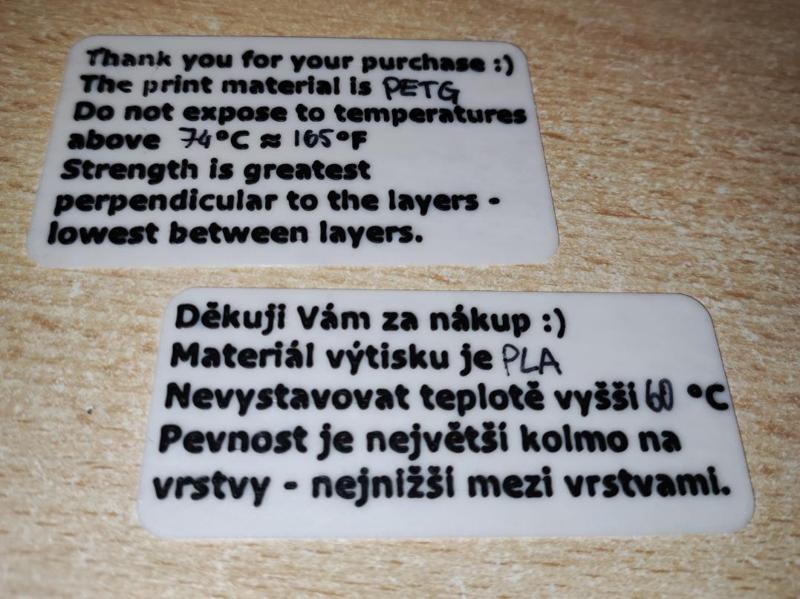 Thank you for your purchase :)
The print material is PETG
Do not expose to temperatures
above 74°C ≈ 165°F
Strength is greatest
perpendicular to the layers -
lowest between layers.
Děkuji Vám za nákup :)
Materiál výtisku je PLA
Nevystavovat teplotě vyšší 60 °C
Pevnost je největší kolmo na
vrstvy - nejnižší mezi vrstvami.